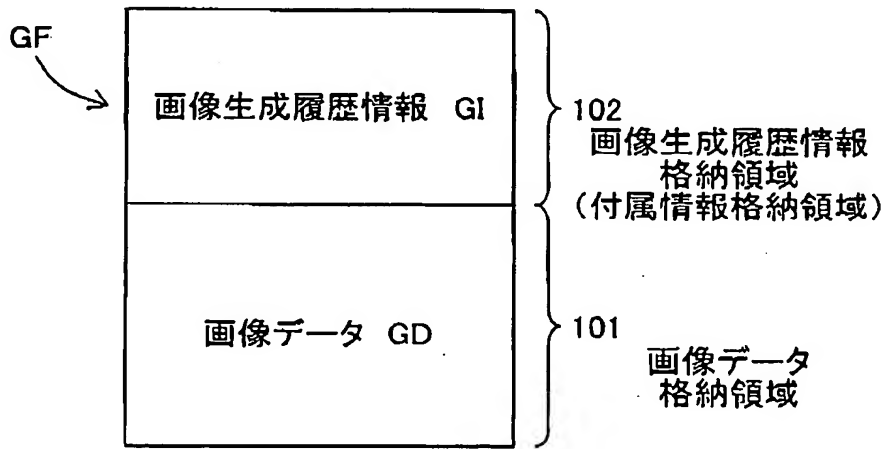 GF
画像生成履歴情報 GI
102
画像生成履歴情報
格納領域
(付属情報格納領域)
画像データ GD
101
画像データ
格納領域